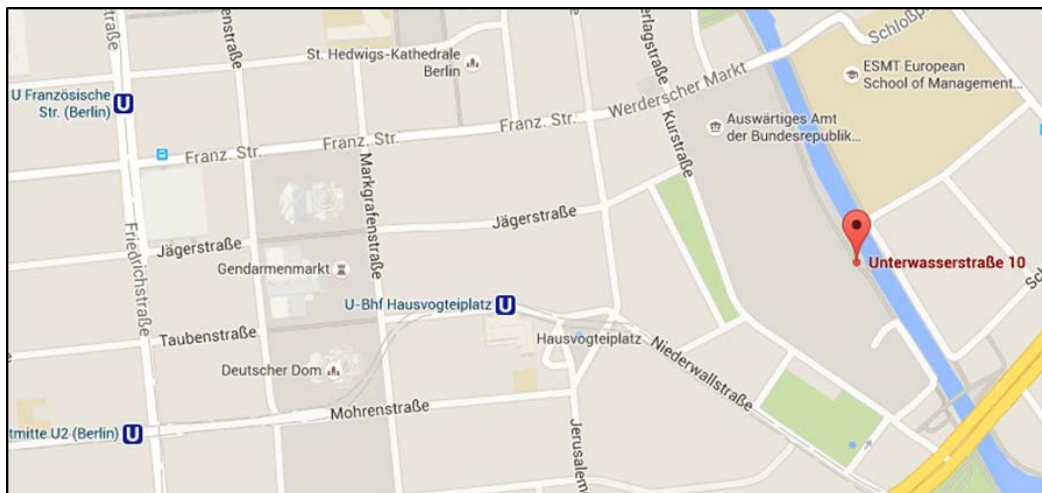 Schloßpl
St. Hedwigs-Kathedrale
Berlin
ESMT European
School of Management...
U Französische
Str. (Berlin)
Werderscher Markt
Franz. Str.
Franz. Str.
Franz. Str.
Auswärtiges Amt
der Bundesrepublik...
Kurstraße
Markgrafenstraße
Friedrichstraße
Jägerstraße
Jägerstraße
Gendarmenmarkt
Unterwasserstraße 10
U-Bhf Hausvogteiplatz
Taubenstraße
Hausvogteiplatz
Niederwallstraße
Deutscher Dom
Mohrenstraße
tmitte U2 (Berlin)
Jerusaleme